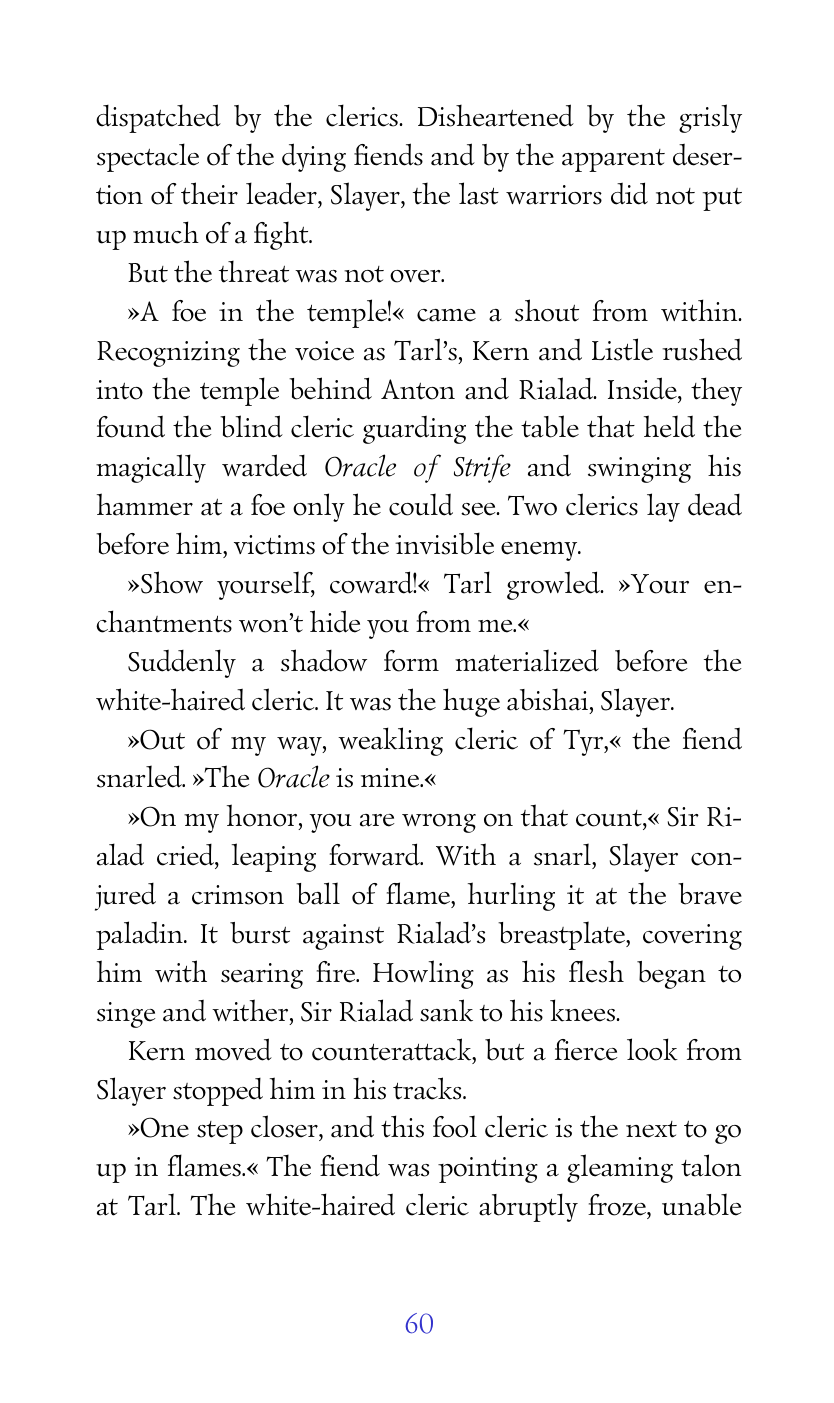 dispatched by the clerics. Disheartened by the grisly
spectacle of the dying fiends and by the apparent deser-
tion of their leader, Slayer, the last warriors did not put
up much of a fight.
But the threat was not over.
»A foe in the temple!« came a shout from within.
Recognizing the voice as Tarl’s, Kern and Listle rushed
into the temple behind Anton and Rialad. Inside, they
found the blind cleric guarding the table that held the
magically warded Oracle of Strife and swinging his
hammer at a foe only he could see. Two clerics lay dead
before him, victims of the invisible enemy.
»Show yourself, coward!« Tarl growled. »Your en-
chantments won’t hide you from me.«
Suddenly a shadow form materialized before the
white-haired cleric. It was the huge abishai, Slayer.
»Out of my way, weakling cleric of Tyr,« the fiend
snarled. »The Oracle is mine.«
»On my honor, you are wrong on that count,« Sir Ri-
alad cried, leaping forward. With a snarl, Slayer con-
jured a crimson ball of flame, hurling it at the brave
paladin. It burst against Rialad’s breastplate, covering
him with searing fire. Howling as his flesh began to
singe and wither, Sir Rialad sank to his knees.
Kern moved to counterattack, but a fierce look from
Slayer stopped him in his tracks.
»One step closer, and this fool cleric is the next to go
up in flames.« The fiend was pointing a gleaming talon
at Tarl. The white-haired cleric abruptly froze, unable
60